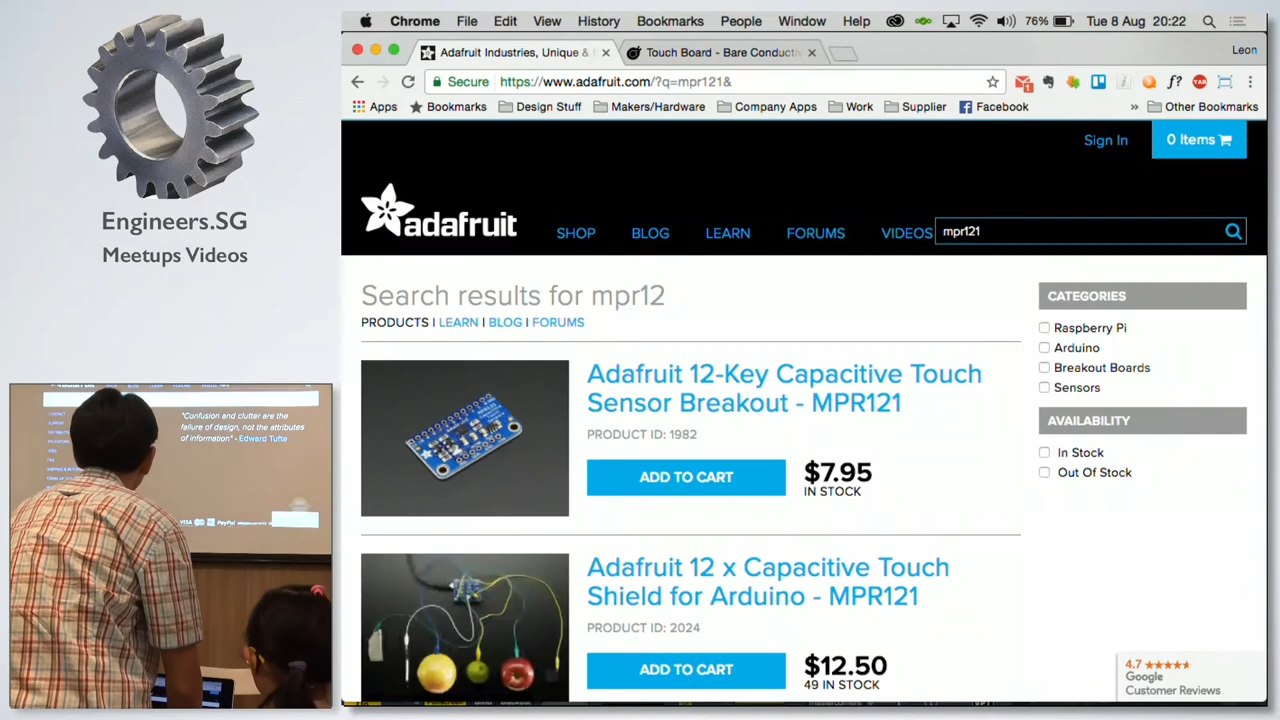 Engineers.SG
Meetups Videos
"Confusion and clutter are the
failure of design, not the attributes
of information" - Edward Tufte
VISA
PayPal
Chrome File Edit View History Bookmarks People Window Help 76% Tue 8 Aug 20:22
Adafruit Industries, Unique &
Touch Board - Bare Conductiv
Leon
Secure https://www.adafruit.com/?q=mpr121&
Apps Bookmarks Design Stuff Makers/Hardware Company Apps Work Supplier Facebook » Other Bookmarks
Sign In
0 Items
adafruit
SHOP BLOG LEARN FORUMS VIDEOS mpr121
Search results for mpr12
PRODUCTS | LEARN | BLOG | FORUMS
Adafruit 12-Key Capacitive Touch
Sensor Breakout - MPR121
PRODUCT ID: 1982
ADD TO CART
$7.95
IN STOCK
Adafruit 12 x Capacitive Touch
Shield for Arduino - MPR121
PRODUCT ID: 2024
ADD TO CART
$12.50
49 IN STOCK
CATEGORIES
Raspberry Pi
Arduino
Breakout Boards
Sensors
AVAILABILITY
In Stock
Out Of Stock
4.7
Google
Customer Reviews